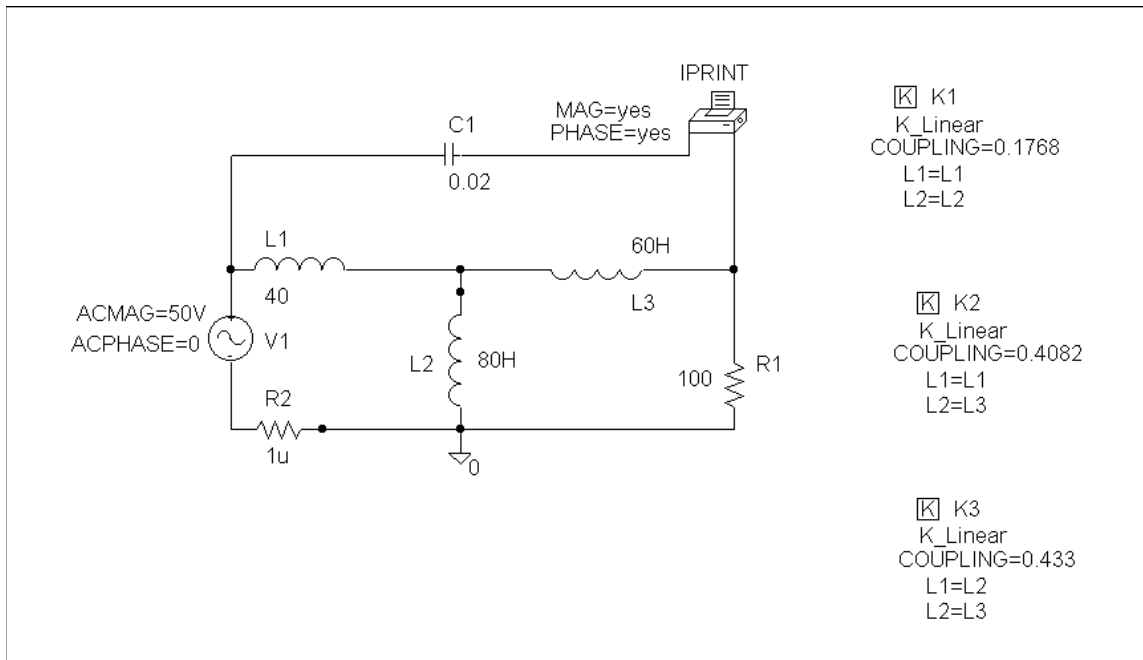 IPRINT
MAG=yes
PHASE=yes
C1
0.02
L1
40
60H
L3
ACMAG=50V
ACPHASE=0
V1
L2
80H
100
R1
R2
1u
0
K K1
K_Linear
COUPLING=0.1768
L1=L1
L2=L2
K K2
K_Linear
COUPLING=0.4082
L1=L1
L2=L3
K K3
K_Linear
COUPLING=0.433
L1=L2
L2=L3